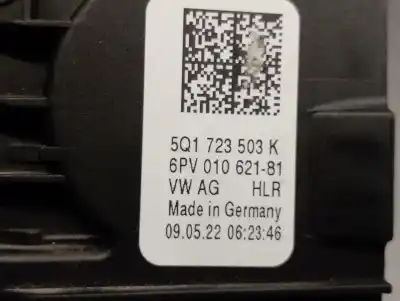 5Q1 723 503 K
6PV 010 621-81
VW AG HLR
Made in Germany
09.05.22 06:23:46